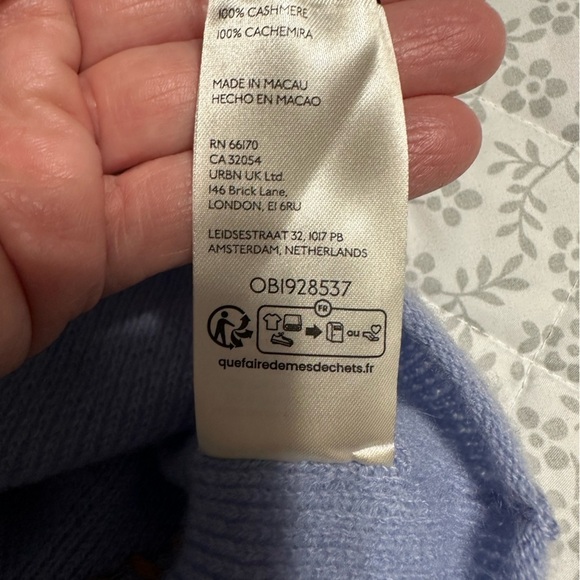 100% CASHMERE
100% CACHEMIRA
MADE IN MACAU
HECHO EN MACAO
RN 66170
CA 32054
URBN UK Ltd.
146 Brick Lane,
LONDON, E1 6RU
LEIDSESTRAAT 32, 1017 PB
AMSTERDAM, NETHERLANDS
OB1928537
FR
ou
quefairedemesdechets.fr